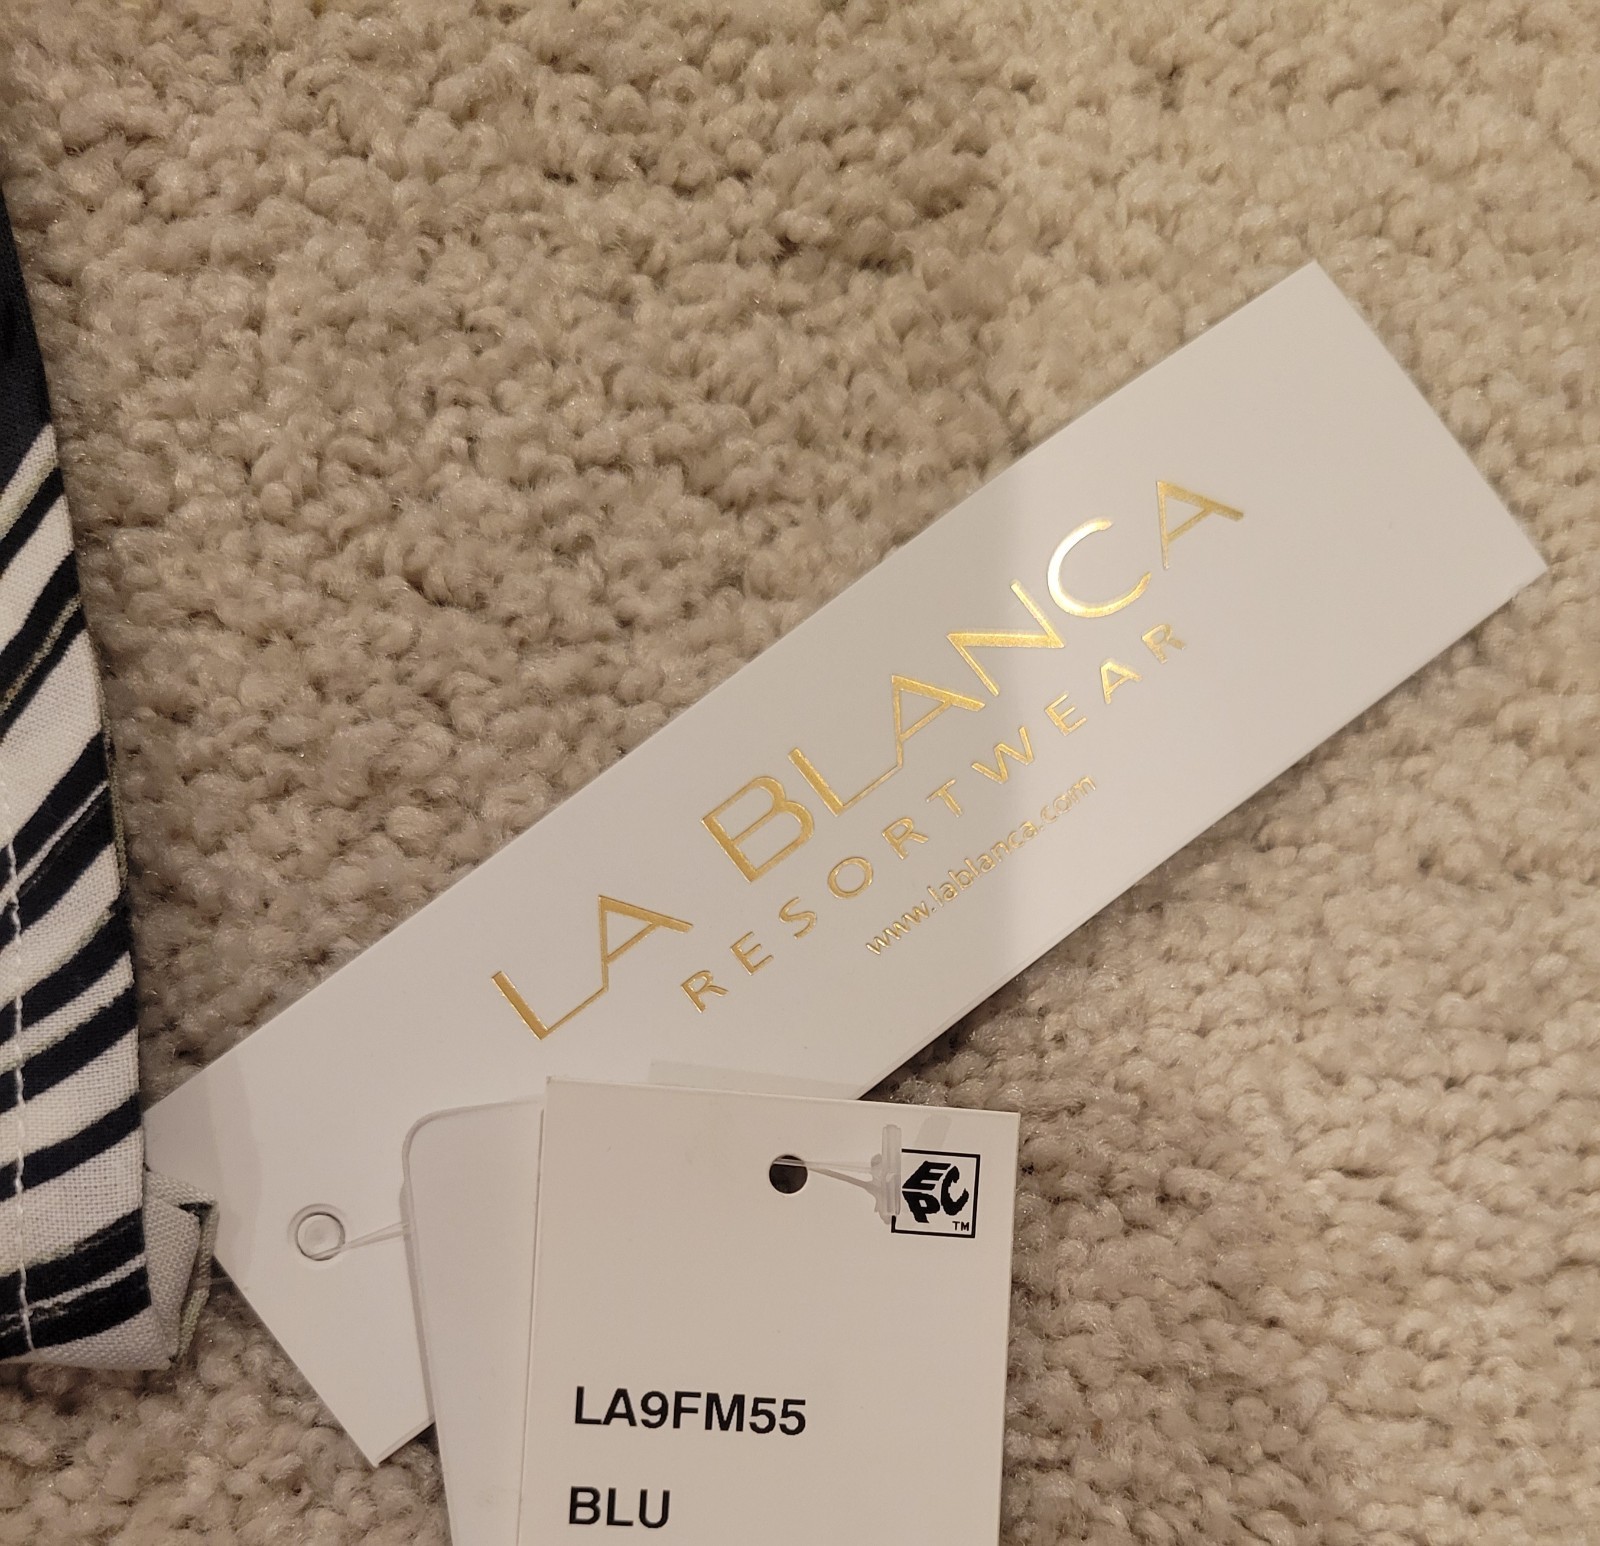 LA BLANCA
RESORTWEAR
www.lablanca.com
EPC
TM
LA9FM55
BLU